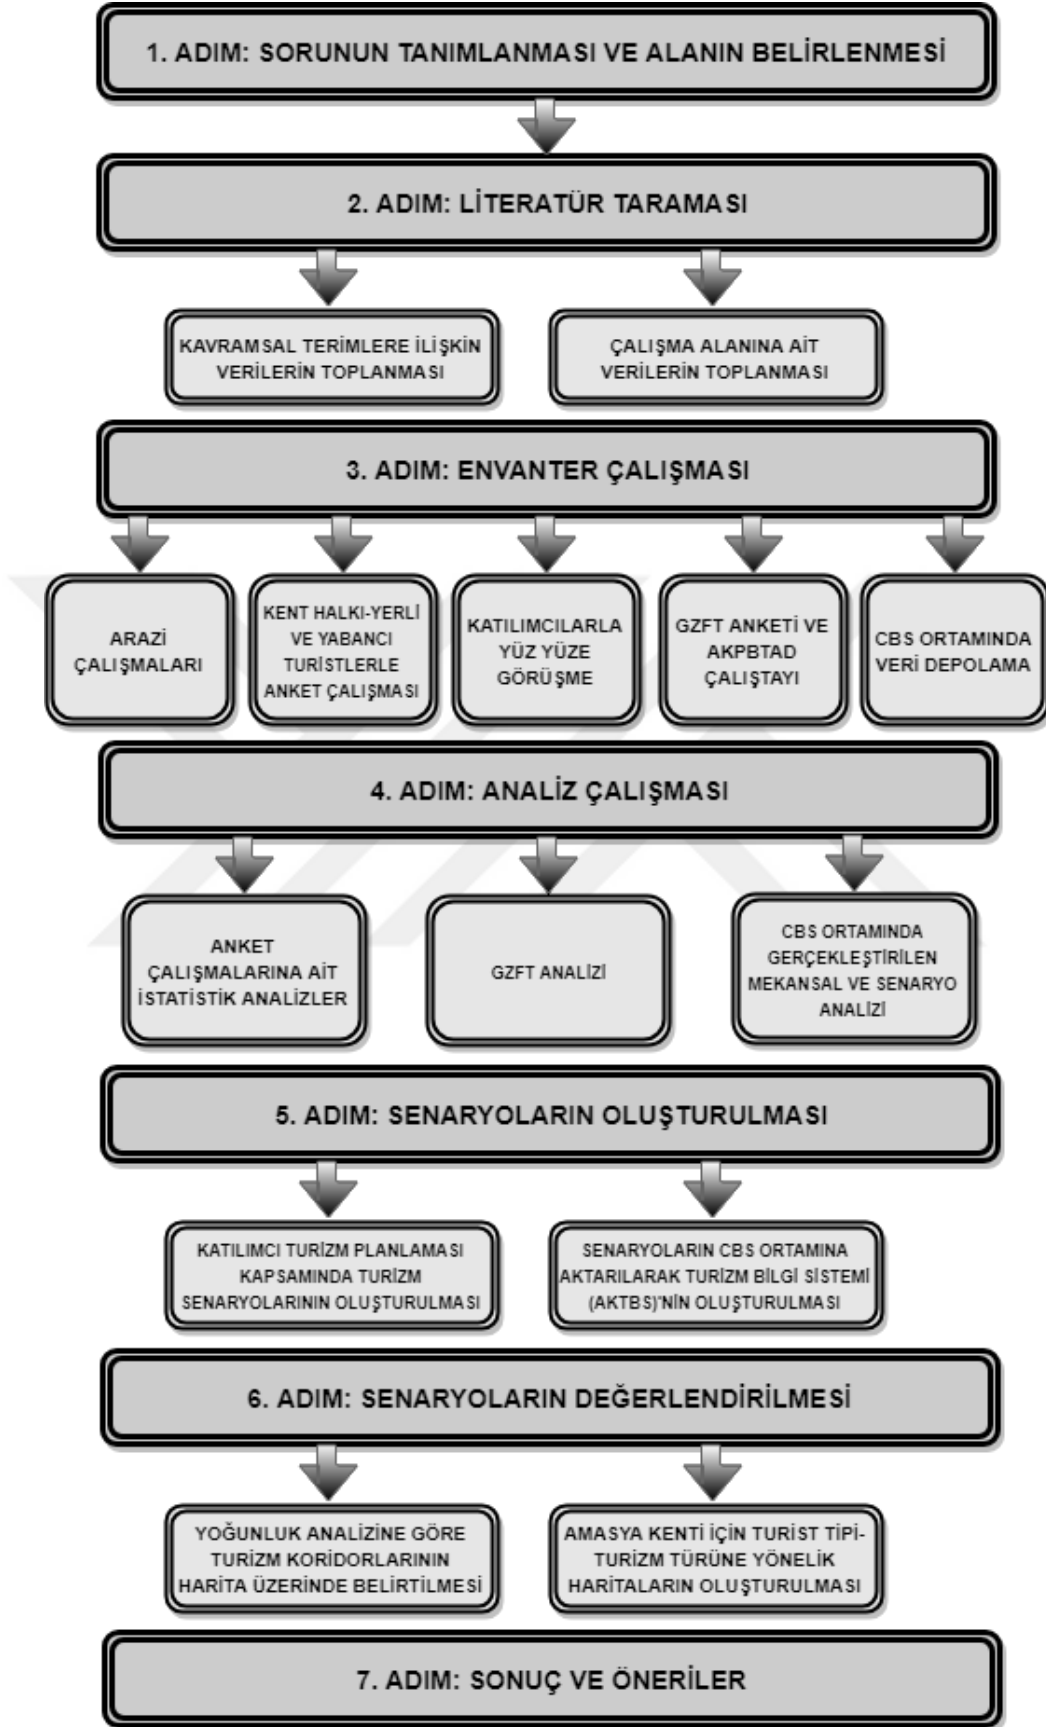 1. ADIM: SORUNUN TANIMLANMASI VE ALANIN BELİRLENMESİ
2. ADIM: LİTERATÜR TARAMASI
KAVRAMSAL TERİMLERE İLİŞKİN
VERİLERİN TOPLANMASI
ÇALIŞMA ALANINA AİT
VERİLERİN TOPLANMASI
3. ADIM: ENVANTER ÇALIŞMASI
ARAZİ
ÇALIŞMALARI
KENT HALKI-YERLİ
VE YABANCI
TURİSTLERLE
ANKET ÇALIŞMASI
KATILIMCILARLA
YÜZ YÜZE
GÖRÜŞME
GZFT ANKETİ VE
AKPBTAD
ÇALIŞTAYI
CBS ORTAMINDA
VERİ DEPOLAMA
4. ADIM: ANALİZ ÇALIŞMASI
ANKET
ÇALIŞMALARINA AİT
İSTATİSTİK ANALİZLER
GZFT ANALİZİ
CBS ORTAMINDA
GERÇEKLEŞTİRİLEN
MEKANSAL VE SENARYO
ANALİZİ
5. ADIM: SENARYOLARIN OLUŞTURULMASI
KATILIMCI TURİZM PLANLAMASI
KAPSAMINDA TURİZM
SENARYOLARININ OLUŞTURULMASI
SENARYOLARIN CBS ORTAMINA
AKTARILARAK TURİZM BİLGİ SİSTEMİ
(AKTBS)'NİN OLUŞTURULMASI
6. ADIM: SENARYOLARIN DEĞERLENDİRİLMESİ
YOĞUNLUK ANALİZİNE GÖRE
TURİZM KORİDORLARININ
HARİTA ÜZERİNDE BELİRTİLMESİ
AMASYA KENTİ İÇİN TURİST TİPİ-
TURİZM TÜRÜNE YÖNELİK
HARİTALARIN OLUŞTURULMASI
7. ADIM: SONUÇ VE ÖNERİLER